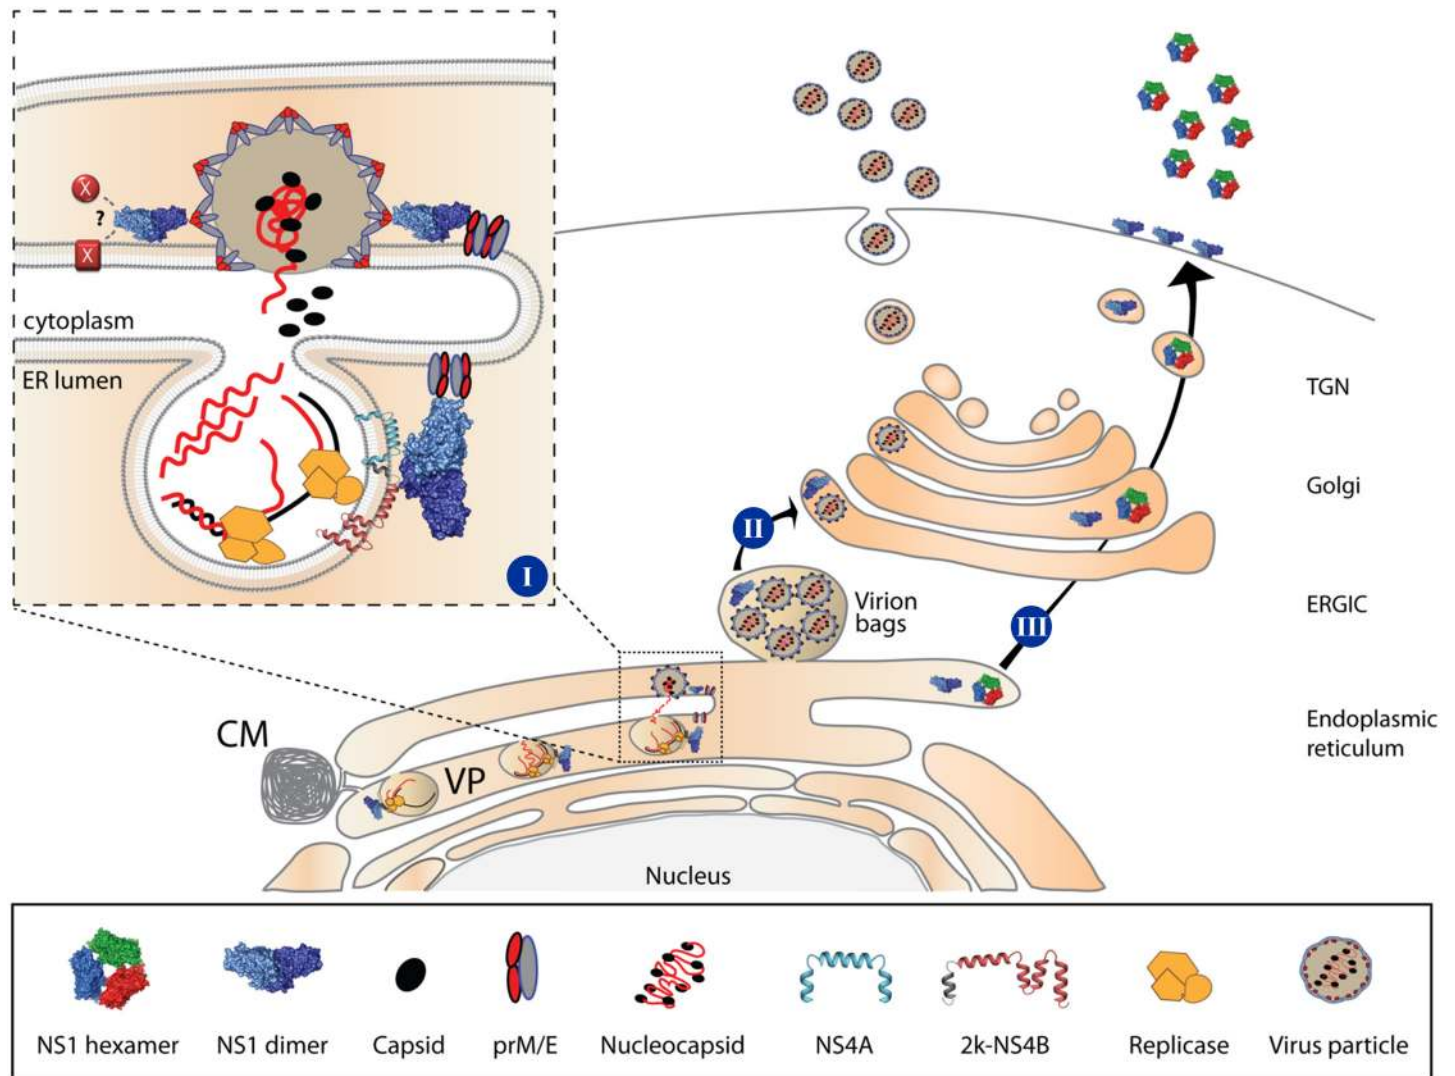 X
?
X
cytoplasm
ER lumen
I
II
III
Virion
bags
TGN
Golgi
ERGIC
Endoplasmic
reticulum
CM
VP
Nucleus
NS1 hexamer
NS1 dimer
Capsid
prM/E
Nucleocapsid
NS4A
2k-NS4B
Replicase
Virus particle